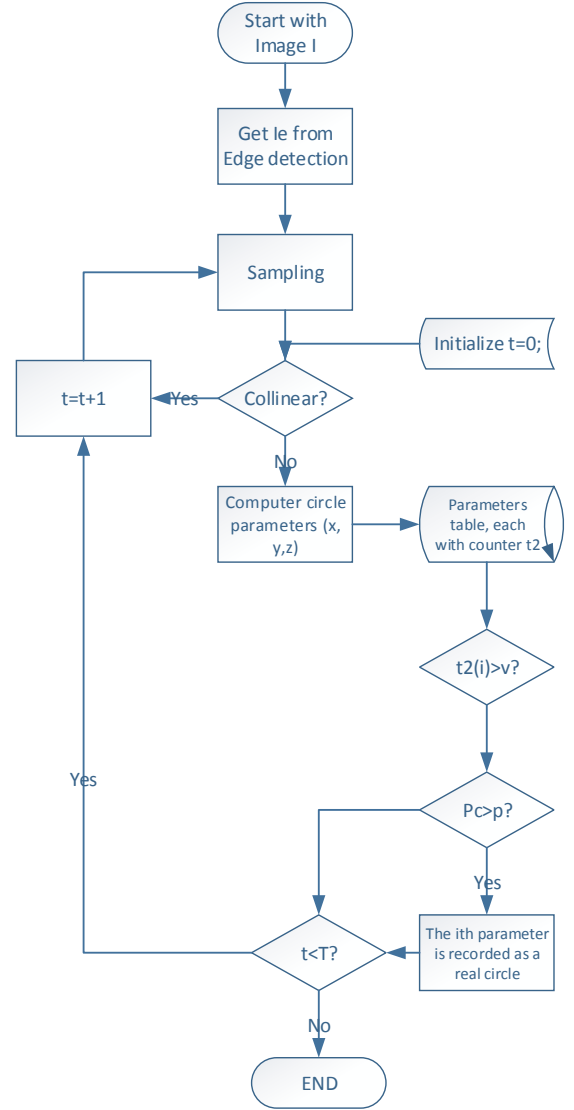 Start with
Image I
Get Ie from
Edge detection
Sampling
Initialize t=0;
t=t+1
Yes
Collinear?
No
Computer circle
parameters (x,
y,z)
Parameters
table, each
with counter t2
t2(i)>v?
Yes
Pc>p?
Yes
t<T?
The ith parameter
is recorded as a
real circle
No
END